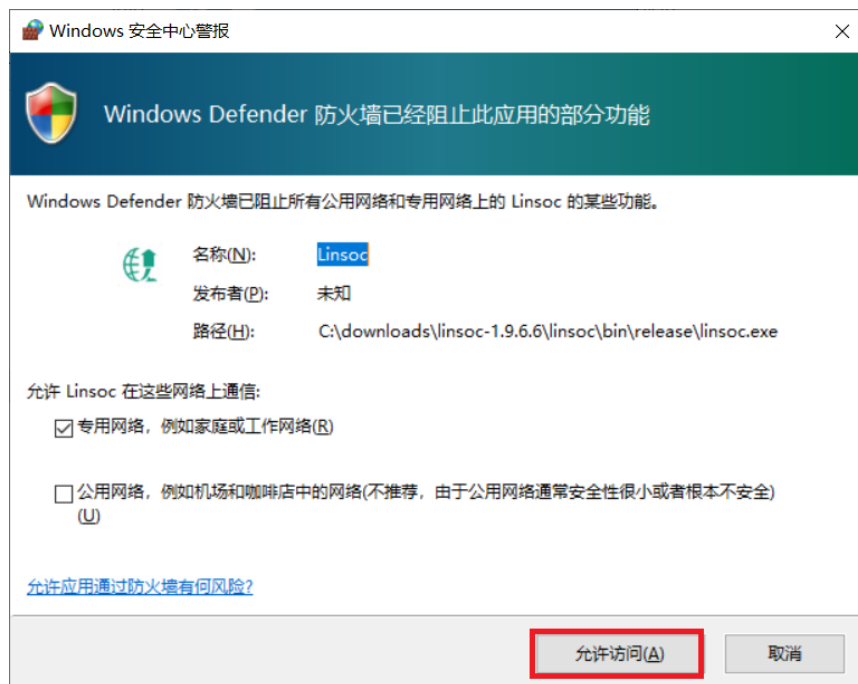 Windows 安全中心警报
Windows Defender 防火墙已经阻止此应用的部分功能
Windows Defender 防火墙已阻止所有公用网络和专用网络上的 Linsoc 的某些功能。
名称(N): Linsoc
发布者(P): 未知
路径(H): C:\downloads\linsoc-1.9.6.6\linsoc\bin\release\linsoc.exe
允许 Linsoc 在这些网络上通信:
专用网络，例如家庭或工作网络(R)
公用网络，例如机场和咖啡店中的网络(不推荐，由于公用网络通常安全性很小或者根本不安全)
(U)
允许应用通过防火墙有何风险?
允许访问(A) 取消